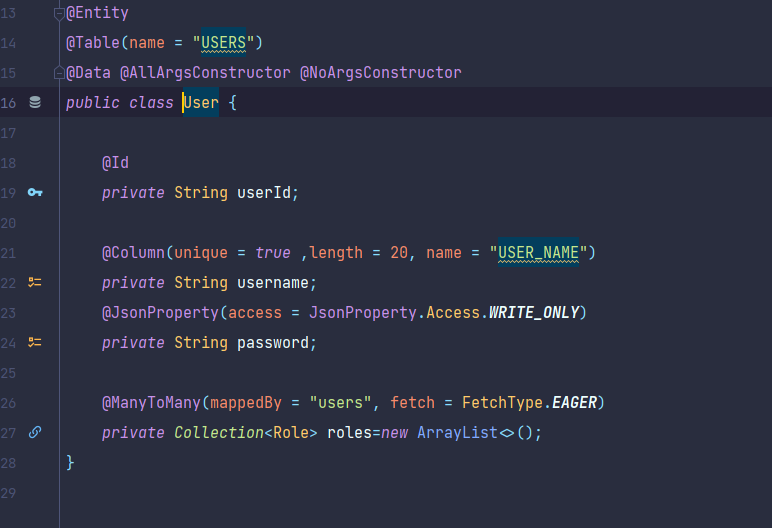 13 @Entity
14 @Table(name = "USERS")
15 @Data @AllArgsConstructor @NoArgsConstructor
16 public class User {
17
18 @Id
19 private String userId;
20
21 @Column(unique = true ,length = 20, name = "USER_NAME")
22 private String username;
23 @JsonProperty(access = JsonProperty.Access.WRITE_ONLY)
24 private String password;
25
26 @ManyToMany(mappedBy = "users", fetch = FetchType.EAGER)
27 private Collection<Role> roles=new ArrayList<>();
28 }
29